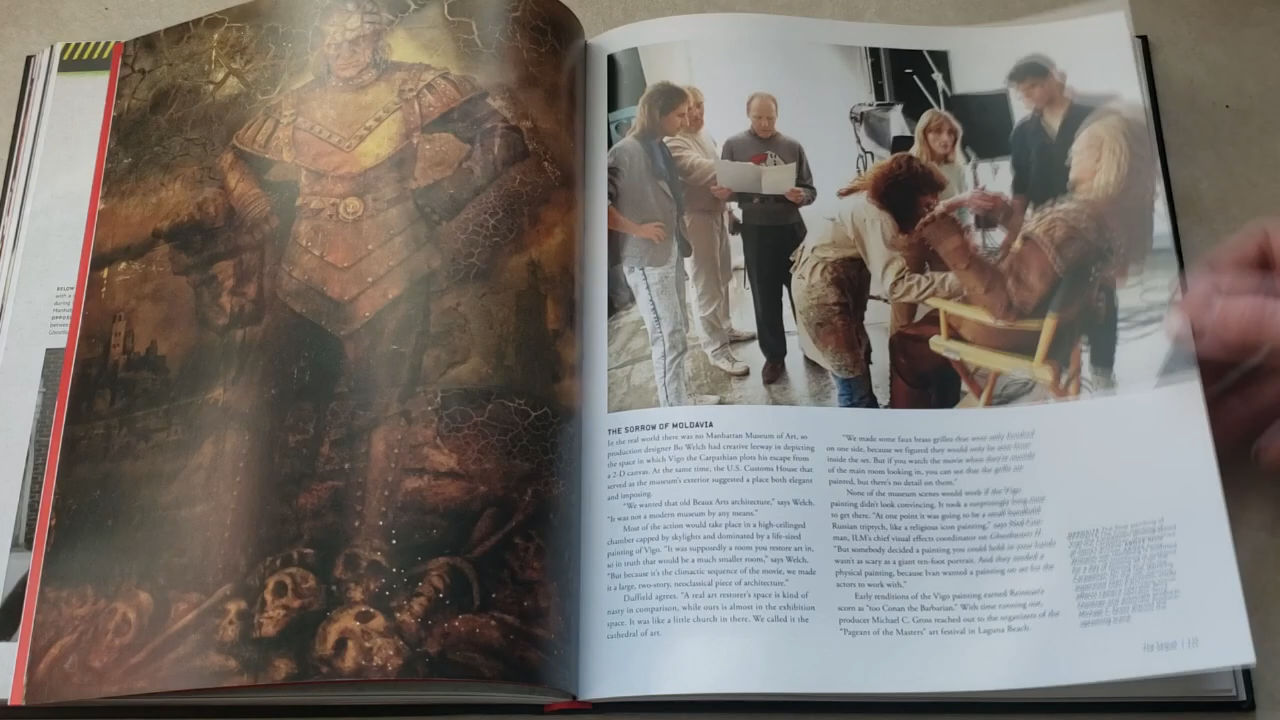 BELOW
with a
during
Manhat
OPPOS
betwee
THE SORROW OF MOLDAVIA
In the real world there was no Manhattan Museum of Art, so
production designer Bo Welch had creative leeway in depicting
the space in which Vigo the Carpathian plots his escape from
a 2-D canvas. At the same time, the U.S. Customs House that
served as the museum's exterior suggested a place both elegant
and imposing.
"We wanted that old Beaux Arts architecture," says Welch.
"It was not a modern museum by any means."
Most of the action would take place in a high-ceilinged
chamber capped by skylights and dominated by a life-sized
painting of Vigo. "It was supposedly a room you restore art in,
so in truth that would be a much smaller room," says Welch.
"But because it's the climactic sequence of the movie, we made
it a large, two-story, neoclassical piece of architecture."
Duffield agrees. "A real art restorer's space is kind of
nasty in comparison, while ours is almost in the exhibition
space. It was like a little church in there. We called it the
cathedral of art.
"We made some faux brass grilles that were only finished
on one side, because we figured they would only be seen from
inside the set. But if you watch the movie when they're outside
of the main room looking in, you can see that the grille isn't
painted, but there's no detail on them."
None of the museum scenes would work if the Vigo
painting didn't look convincing. It took a surprisingly long time
to get there. "At one point it was going to be a small handheld
Russian triptych, like a religious icon painting," says
man, ILM's chief visual effects coordinator on Ghostbusters II.
"But somebody decided a painting you could hold in your hands
wasn't as scary as a giant ten-foot portrait. And they needed a
physical painting, because Ivan wanted a painting on set for the
actors to work with."
Early renditions of the Vigo painting earned Reitman's
scorn as "too Conan the Barbarian." With time running out,
producer Michael C. Gross reached out to the organizers of the
"Pageant of the Masters" art festival in Laguna Beach.